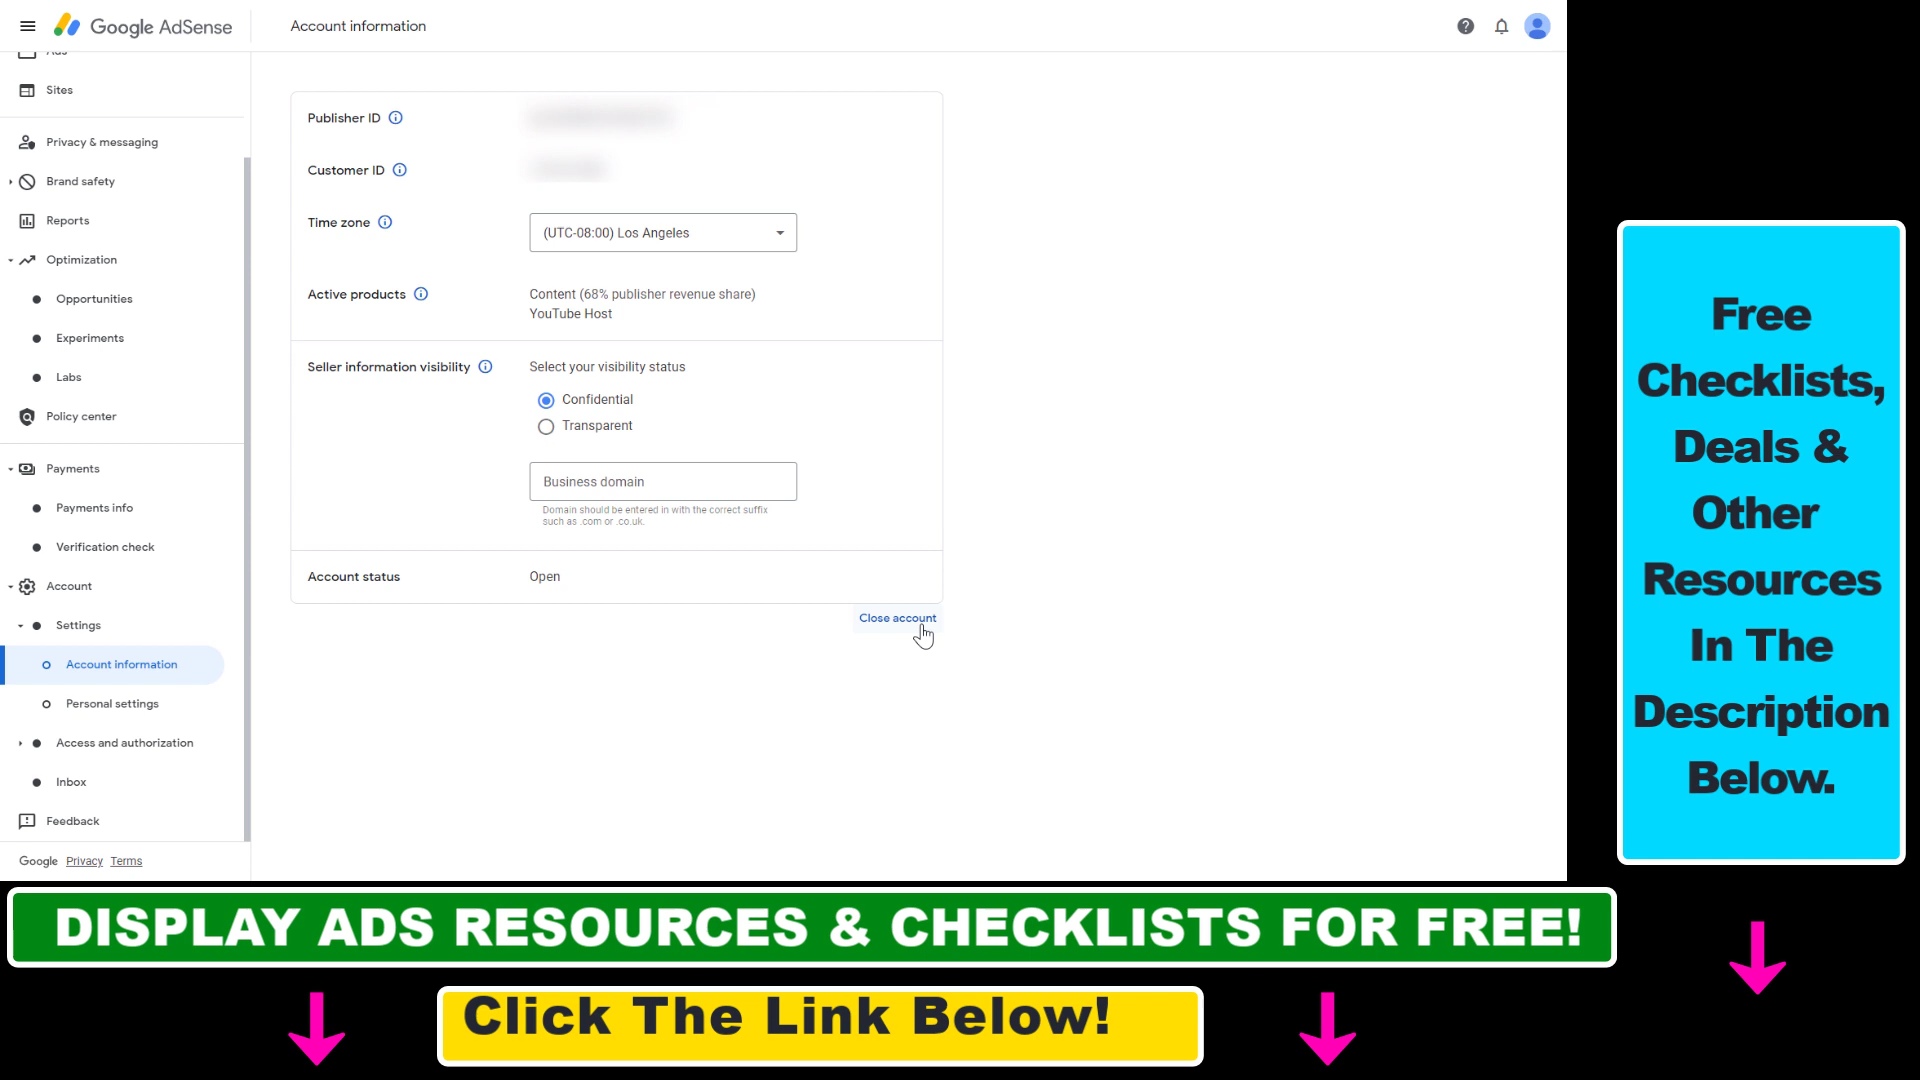 Google AdSense
Account information
Ads
Sites
Privacy & messaging
Brand safety
Reports
Optimization
Opportunities
Experiments
Labs
Policy center
Payments
Payments info
Verification check
Account
Settings
Account information
Personal settings
Access and authorization
Inbox
Feedback
Google Privacy Terms
Publisher ID
Customer ID
Time zone
(UTC-08:00) Los Angeles
Active products
Content (68% publisher revenue share)
YouTube Host
Seller information visibility
Select your visibility status
Confidential
Transparent
Business domain
Domain should be entered in with the correct suffix
such as .com or .co.uk.
Account status
Open
Close account
Free
Checklists,
Deals &
Other
Resources
In The
Description
Below.
DISPLAY ADS RESOURCES & CHECKLISTS FOR FREE!
Click The Link Below!